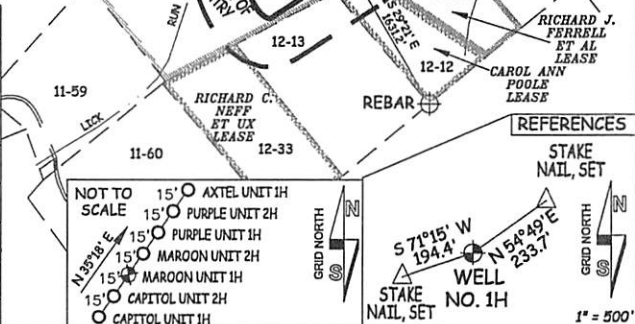 RUN
OF
S 29°21' E
1631.2'
12-13
12-12
RICHARD J.
FERRELL
ET AL
LEASE
CAROL ANN
POOLE
LEASE
11-59
RICHARD C.
NEFF
ET UX
LEASE
REBAR
LICK
11-60
12-33
REFERENCES
NOT TO
SCALE
N 35°18' E
15' AXTEL UNIT 1H
15' PURPLE UNIT 2H
15' PURPLE UNIT 1H
15' MAROON UNIT 2H
15' MAROON UNIT 1H
15' CAPITOL UNIT 2H
CAPITOL UNIT 1H
GRID NORTH
N
S
STAKE
NAIL, SET
S 71°15' W
194.4'
N 54°49'E
233.7'
WELL
NO. 1H
STAKE
NAIL, SET
GRID NORTH
N
S
1" = 500'